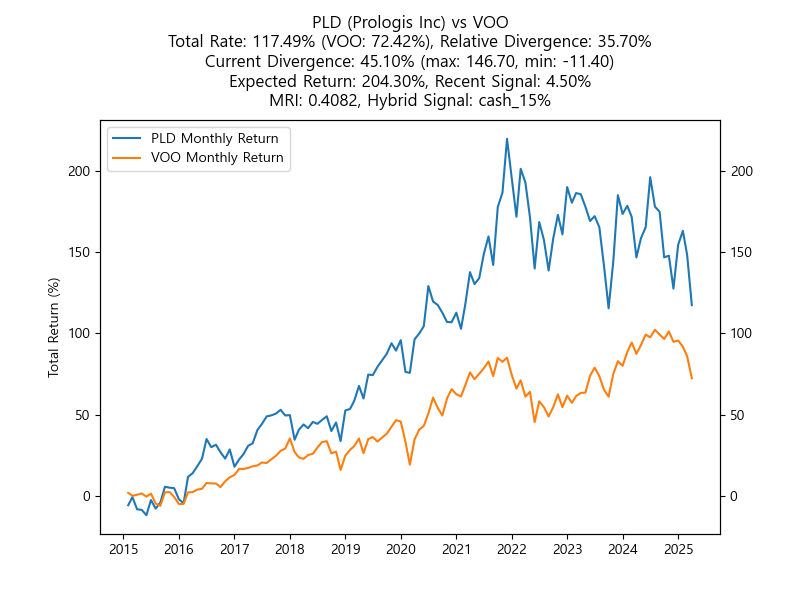 PLD (Prologis Inc) vs VOO
Total Rate: 117.49% (VOO: 72.42%), Relative Divergence: 35.70%
Current Divergence: 45.10% (max: 146.70, min: -11.40)
Expected Return: 204.30%, Recent Signal: 4.50%
MRI: 0.4082, Hybrid Signal: cash_15%
PLD Monthly Return
VOO Monthly Return
Total Return (%)
200
150
100
50
0
200
150
100
50
0
2015 2016 2017 2018 2019 2020 2021 2022 2023 2024 2025